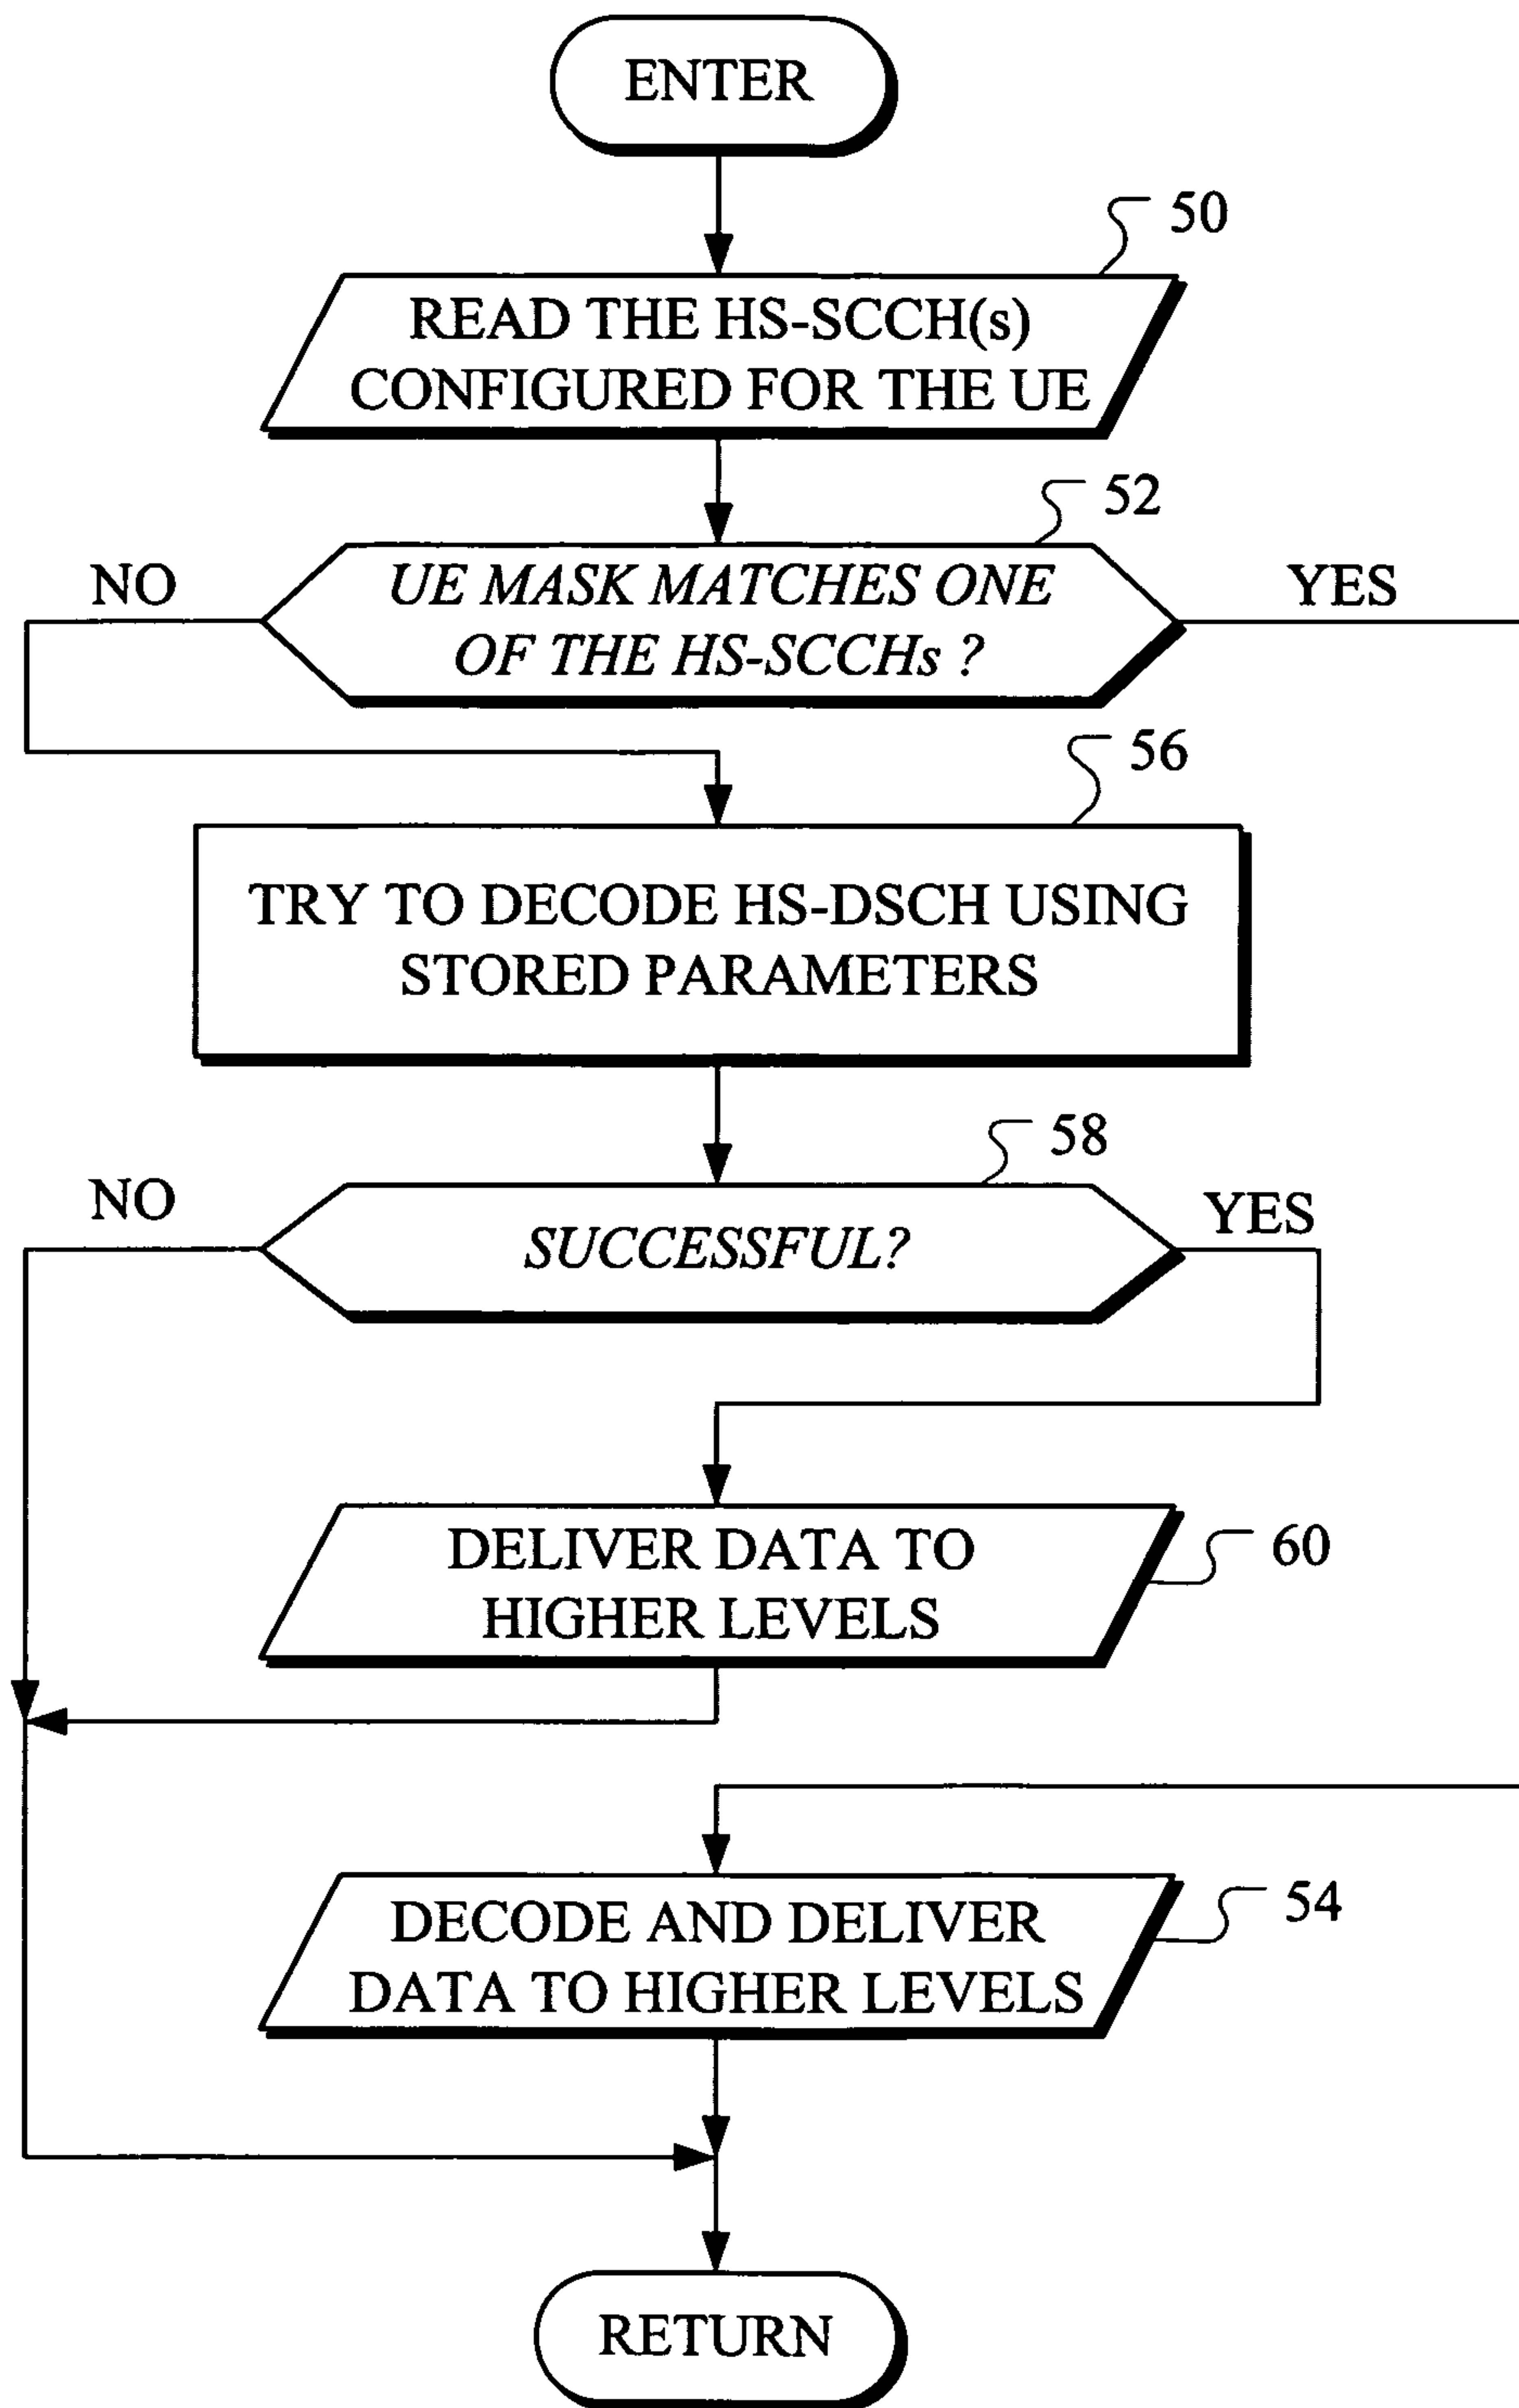 ENTER
50
READ THE HS-SCCH(s)
CONFIGURED FOR THE UE
52
NO
UE MASK MATCHES ONE
OF THE HS-SCCHs ?
YES
56
TRY TO DECODE HS-DSCH USING
STORED PARAMETERS
58
NO
SUCCESSFUL?
YES
DELIVER DATA TO
HIGHER LEVELS
60
DECODE AND DELIVER
DATA TO HIGHER LEVELS
54
RETURN